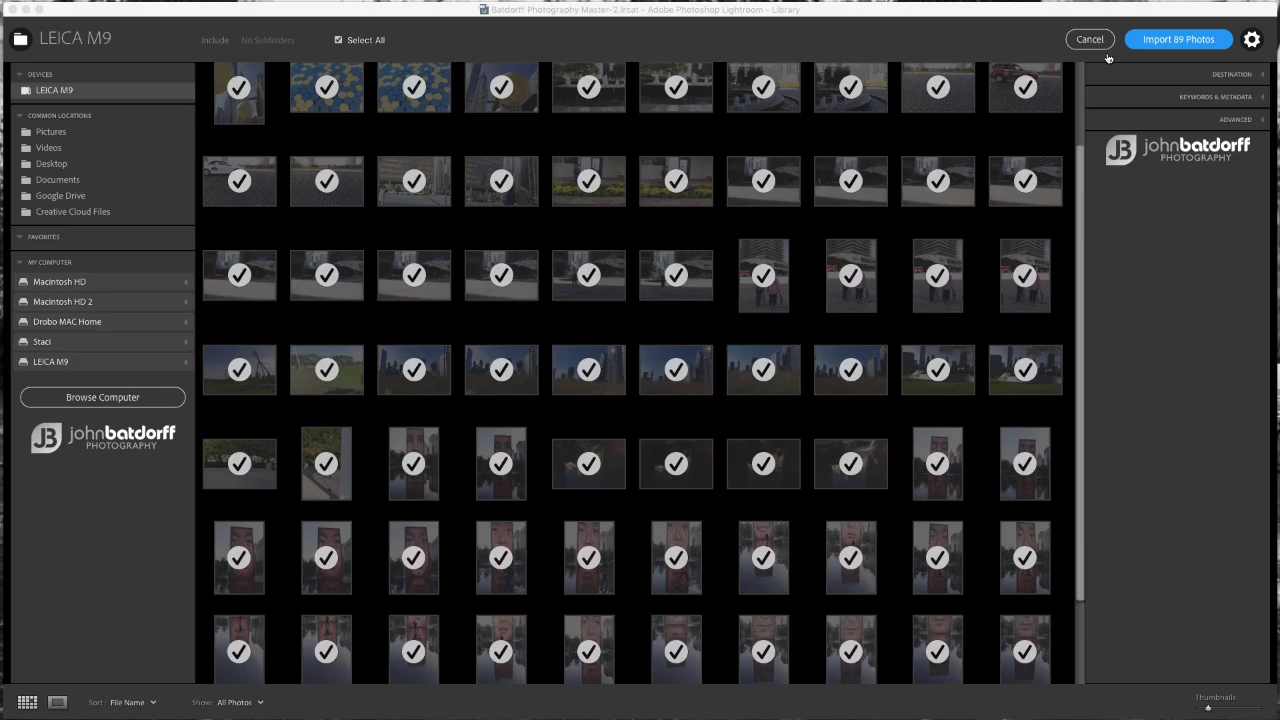 Batdorff Photography Master-2.lrcat - Adobe Photoshop Lightroom - Library
LEICA M9
Include No Subfolders Select All
Cancel Import 89 Photos
DEVICES
LEICA M9
COMMON LOCATIONS
Pictures
Videos
Desktop
Documents
Google Drive
Creative Cloud Files
FAVORITES
MY COMPUTER
Macintosh HD
Macintosh HD 2
Drobo MAC Home
Staci
LEICA M9
Browse Computer
JB johnbatdorff
PHOTOGRAPHY
DESTINATION
KEYWORDS & METADATA
ADVANCED
JB johnbatdorff
PHOTOGRAPHY
Sort: File Name Show: All Photos
Thumbnails